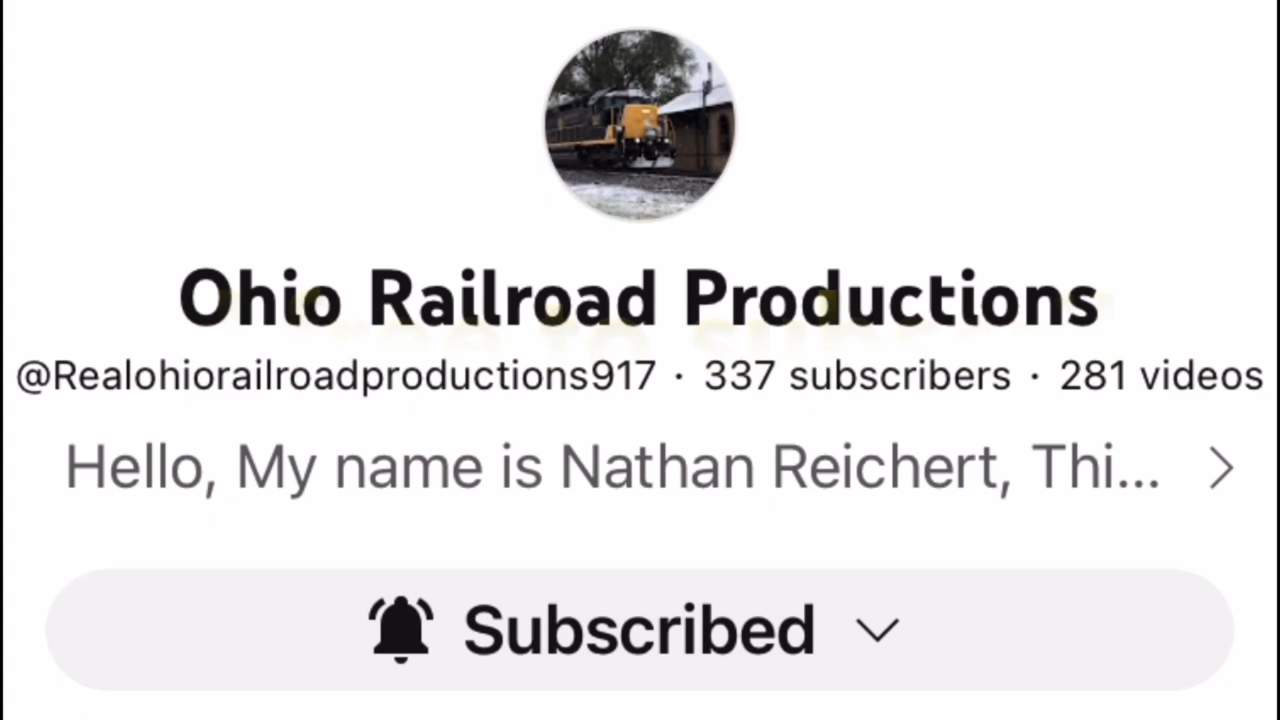 Ohio Railroad Productions
@Realohiorailroadproductions917 · 337 subscribers · 281 videos
Hello, My name is Nathan Reichert, Thi...
Subscribed